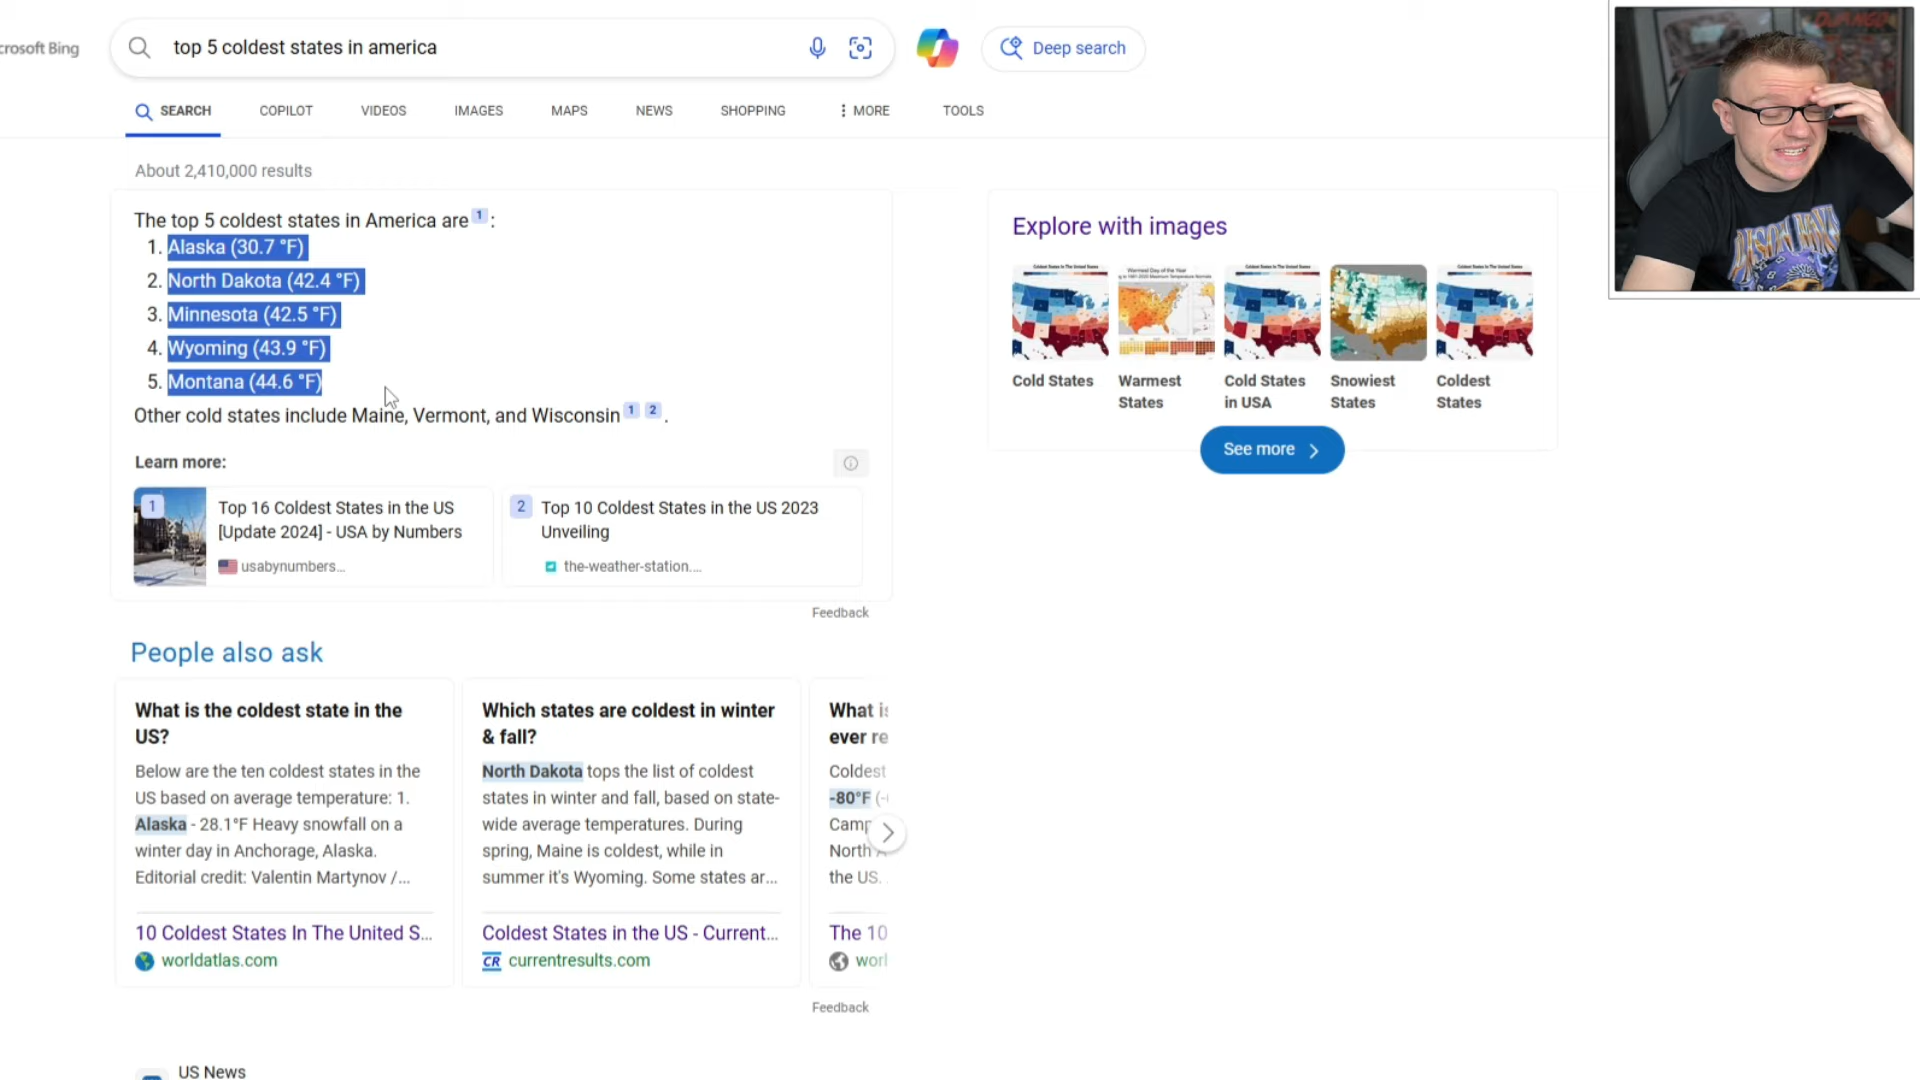 crosoft Bing
top 5 coldest states in america
Deep search
SEARCH
COPILOT
VIDEOS
IMAGES
MAPS
NEWS
SHOPPING
MORE
TOOLS
About 2,410,000 results
The top 5 coldest states in America are 1 :
1. Alaska (30.7 °F)
2. North Dakota (42.4 °F)
3. Minnesota (42.5 °F)
4. Wyoming (43.9 °F)
5. Montana (44.6 °F)
Other cold states include Maine, Vermont, and Wisconsin 1 2 .
Learn more:
1
Top 16 Coldest States in the US
[Update 2024] - USA by Numbers
usabynumbers...
2
Top 10 Coldest States in the US 2023
Unveiling
the-weather-station....
Feedback
Explore with images
Cold States
Warmest
States
Cold States
in USA
Snowiest
States
Coldest
States
See more
People also ask
What is the coldest state in the
US?
Below are the ten coldest states in the
US based on average temperature: 1.
Alaska - 28.1°F Heavy snowfall on a
winter day in Anchorage, Alaska.
Editorial credit: Valentin Martynov /...
10 Coldest States In The United S...
worldatlas.com
Which states are coldest in winter
& fall?
North Dakota tops the list of coldest
states in winter and fall, based on state-
wide average temperatures. During
spring, Maine is coldest, while in
summer it's Wyoming. Some states ar...
Coldest States in the US - Current...
CR currentresults.com
What is
ever re
Coldest
-80°F (-
Camp
North A
the US.
The 10
worl
Feedback
US News